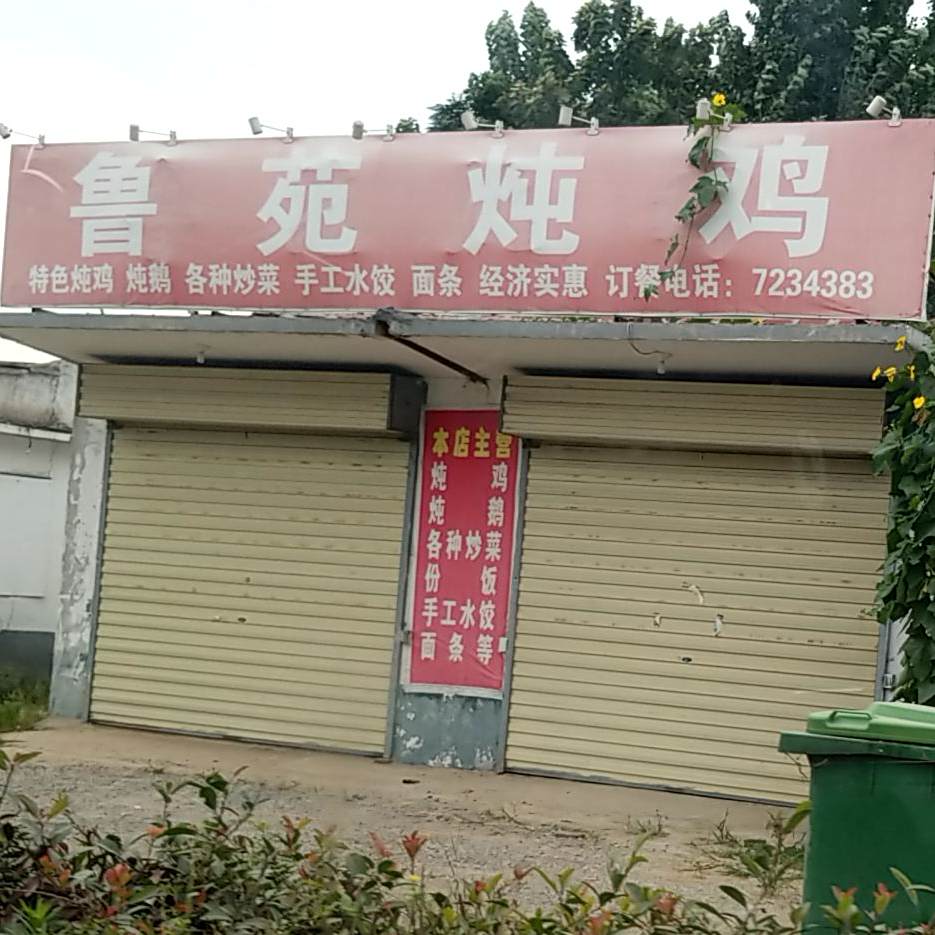 鲁苑炖鸡
特色炖鸡 炖鹅 各种炒菜 手工水饺 面条 经济实惠 订餐电话：7234383
本店主营
炖鸡
炖鹅
各种炒菜
份饭
手工水饺
面条等